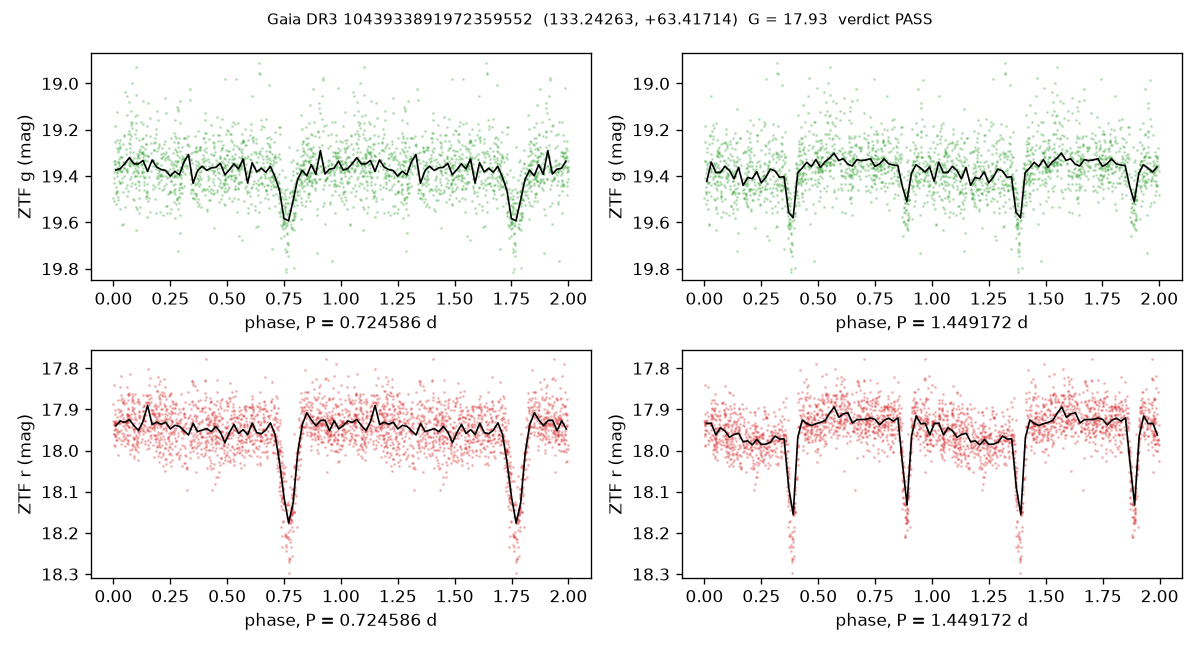 Gaia DR3 1043933891972359552  (133.24263, +63.41714)  G = 17.93  verdict PASS
ZTF g (mag)
19.0
19.2
19.4
19.6
19.8
0.00 0.25 0.50 0.75 1.00 1.25 1.50 1.75 2.00
phase, P = 0.724586 d
ZTF g (mag)
19.0
19.2
19.4
19.6
19.8
0.00 0.25 0.50 0.75 1.00 1.25 1.50 1.75 2.00
phase, P = 1.449172 d
ZTF r (mag)
17.8
17.9
18.0
18.1
18.2
18.3
0.00 0.25 0.50 0.75 1.00 1.25 1.50 1.75 2.00
phase, P = 0.724586 d
ZTF r (mag)
17.8
17.9
18.0
18.1
18.2
18.3
0.00 0.25 0.50 0.75 1.00 1.25 1.50 1.75 2.00
phase, P = 1.449172 d